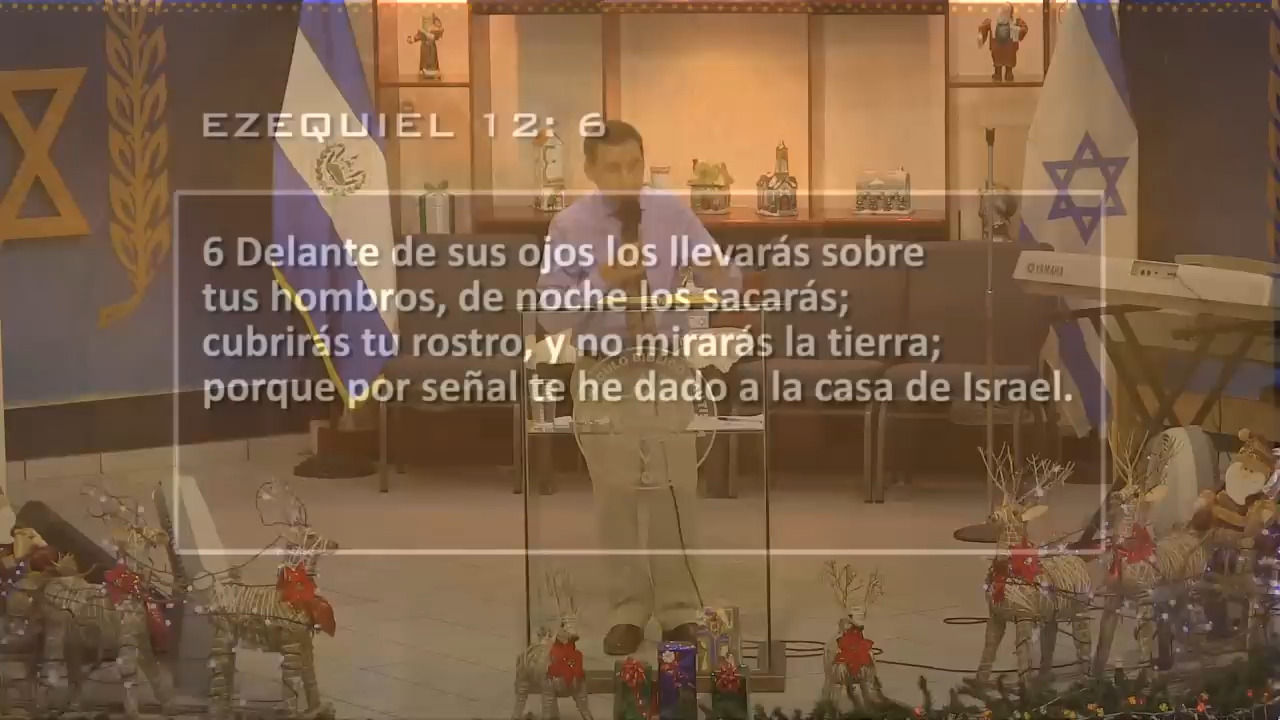 EZEQUIEL 12: 6
6 Delante de sus ojos los llevarás sobre
tus hombros, de noche los sacarás;
cubrirás tu rostro, y no mirarás la tierra;
porque por señal te he dado a la casa de Israel.
YAMAHA